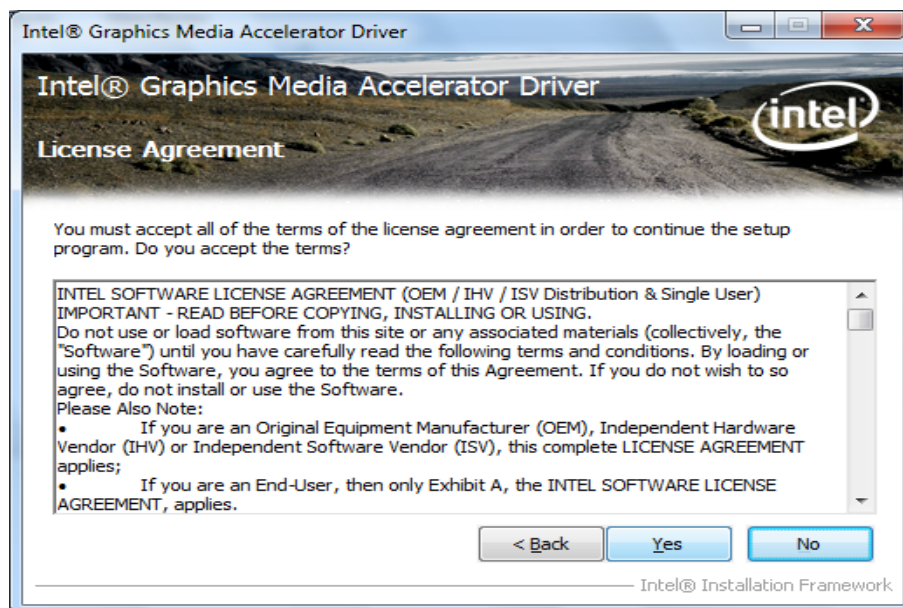 Intel® Graphics Media Accelerator Driver
Intel® Graphics Media Accelerator Driver
intel
License Agreement
You must accept all of the terms of the license agreement in order to continue the setup
program. Do you accept the terms?
INTEL SOFTWARE LICENSE AGREEMENT (OEM / IHV / ISV Distribution & Single User)
IMPORTANT - READ BEFORE COPYING, INSTALLING OR USING.
Do not use or load software from this site or any associated materials (collectively, the
"Software") until you have carefully read the following terms and conditions. By loading or
using the Software, you agree to the terms of this Agreement. If you do not wish to so
agree, do not install or use the Software.
Please Also Note:
• If you are an Original Equipment Manufacturer (OEM), Independent Hardware
Vendor (IHV) or Independent Software Vendor (ISV), this complete LICENSE AGREEMENT
applies;
• If you are an End-User, then only Exhibit A, the INTEL SOFTWARE LICENSE
AGREEMENT, applies.
< Back Yes No
Intel® Installation Framework